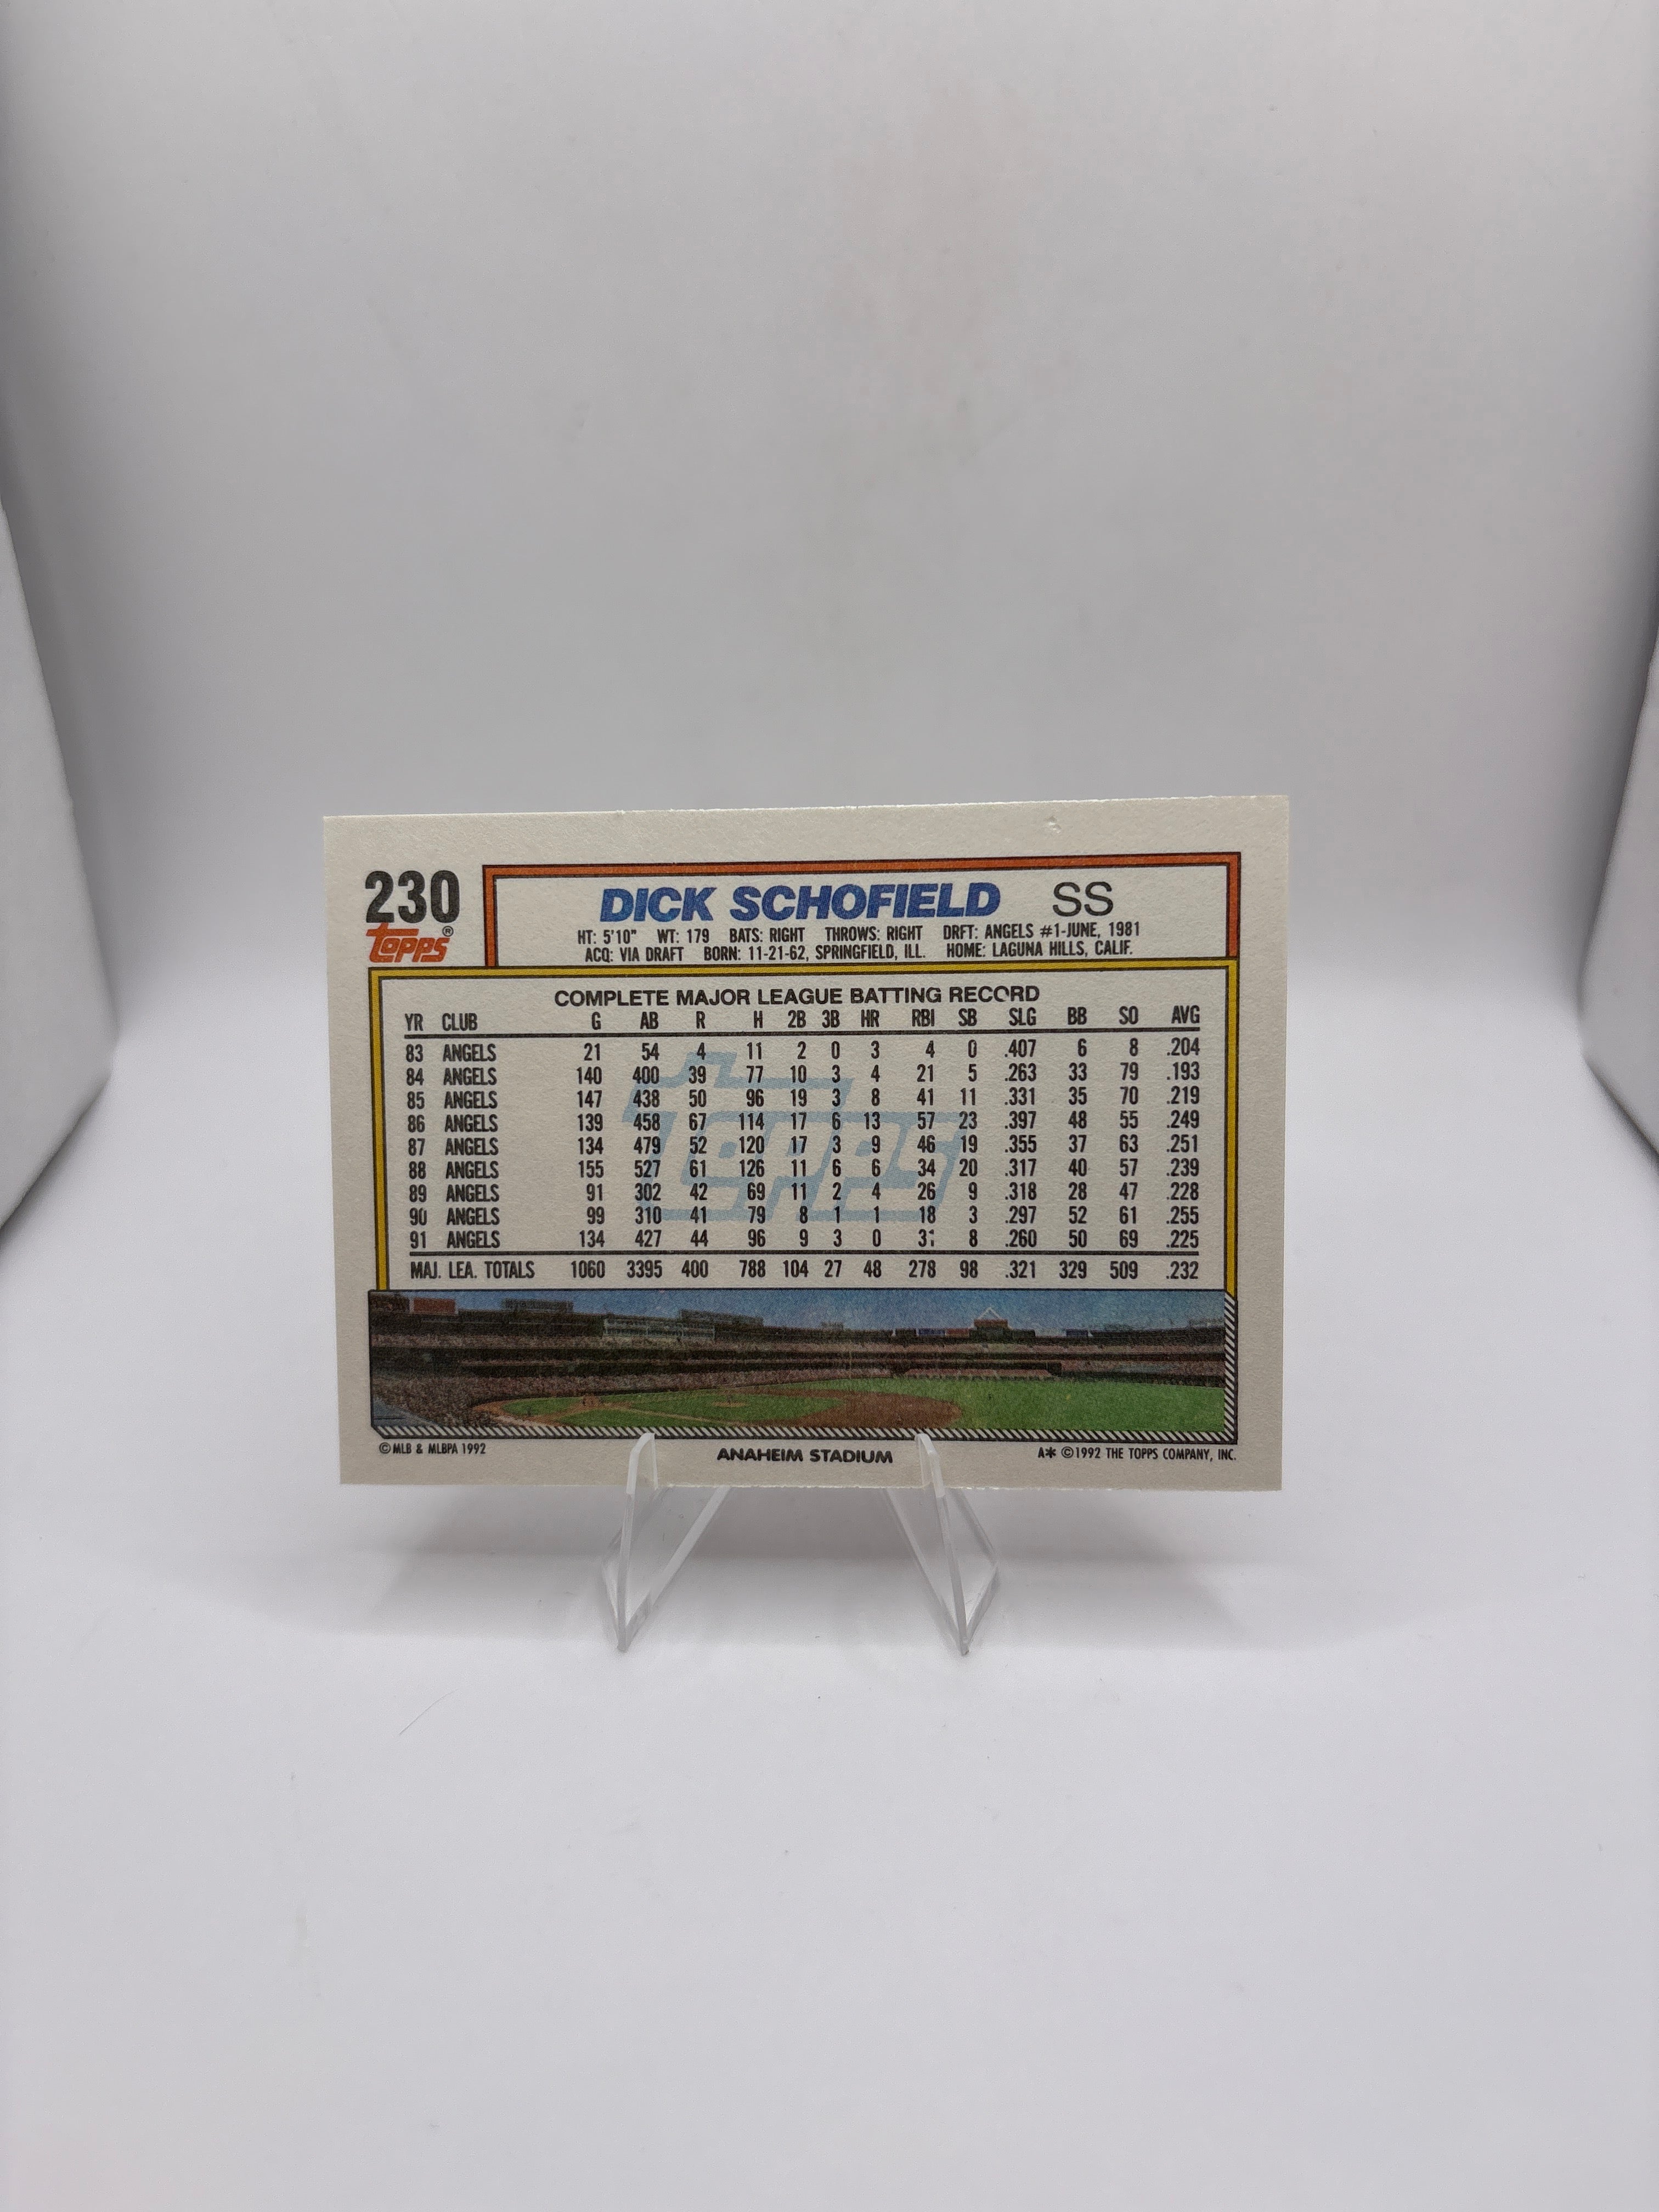 230
Topps®
DICK SCHOFIELD SS
HT: 5'10" WT: 179 BATS: RIGHT THROWS: RIGHT DRFT: ANGELS #1-JUNE, 1981
ACQ: VIA DRAFT BORN: 11-21-62, SPRINGFIELD, ILL. HOME: LAGUNA HILLS, CALIF.
COMPLETE MAJOR LEAGUE BATTING RECORD
YR CLUB G AB R H 2B 3B HR RBI SB SLG BB SO AVG
83 ANGELS 21 54 4 11 2 0 3 4 0 .407 6 8 .204
84 ANGELS 140 400 39 77 10 3 4 21 5 .263 33 79 .193
85 ANGELS 147 438 50 96 19 3 8 41 11 .331 35 70 .219
86 ANGELS 139 458 67 114 17 6 13 57 23 .397 48 55 .249
87 ANGELS 134 479 52 120 17 3 9 46 19 .355 37 63 .251
88 ANGELS 155 527 61 126 11 6 6 34 20 .317 40 57 .239
89 ANGELS 91 302 42 69 11 2 4 26 9 .318 28 47 .228
90 ANGELS 99 310 41 79 8 1 1 18 3 .297 52 61 .255
91 ANGELS 134 427 44 96 9 3 0 8 .260 50 69 .225
MAJ. LEA. TOTALS 1060 3395 400 788 104 27 48 278 98 .321 329 509 .232
Topps
© MLB & MLBPA 1992
ANAHEIM STADIUM
A* ©1992 THE TOPPS COMPANY, INC.